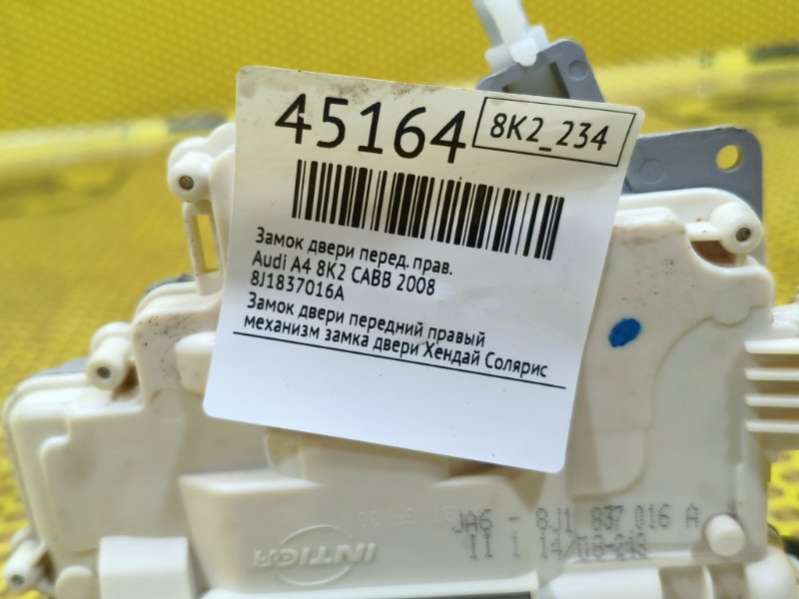 45164
8K2_234
Замок двери перед. прав.
Audi A4 8K2 CABB 2008
8J1837016A
Замок двери передний правый
механизм замка двери Хендай Солярис
JA6 - 8J1 837 016 A
11 1 14/08-
INTICA